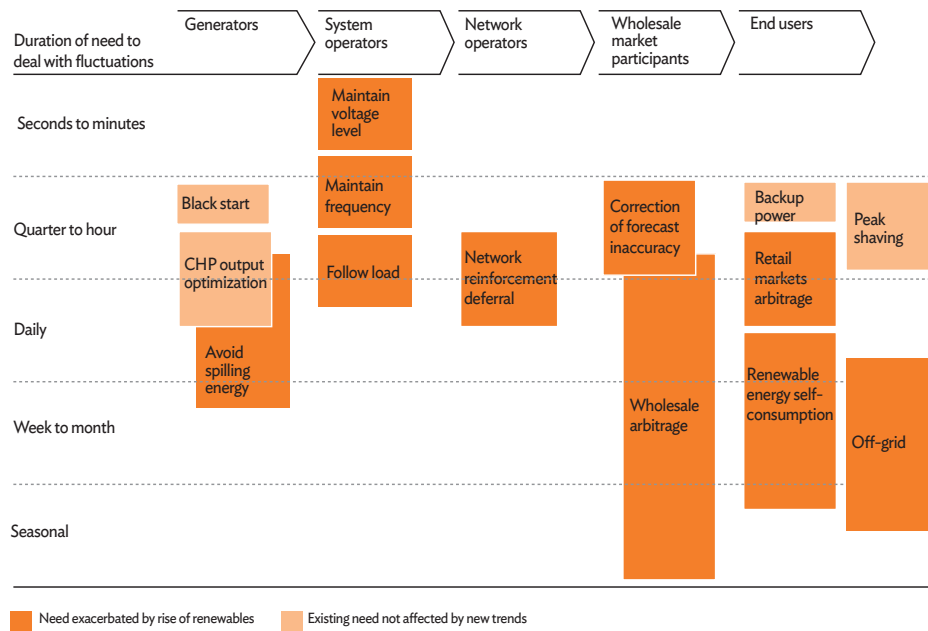 Duration of need to
deal with fluctuations
Generators
System
operators
Network
operators
Wholesale
market
participants
End users
Seconds to minutes
Maintain
voltage
level
Quarter to hour
Black start
CHP output
optimization
Maintain
frequency
Follow load
Network
reinforcement
deferral
Correction
of forecast
inaccuracy
Backup
power
Retail
markets
arbitrage
Peak
shaving
Daily
Avoid
spilling
energy
Week to month
Wholesale
arbitrage
Renewable
energy self-
consumption
Off-grid
Seasonal
Need exacerbated by rise of renewables
Existing need not affected by new trends